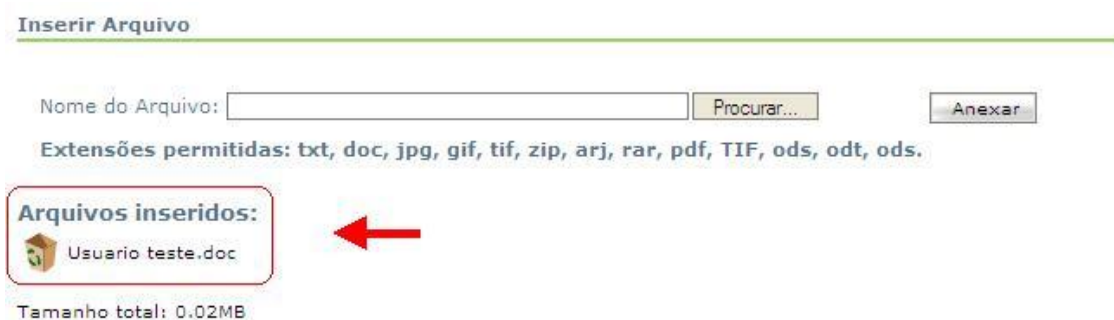 Inserir Arquivo
Nome do Arquivo: Procurar... Anexar
Extensões permitidas: txt, doc, jpg, gif, tif, zip, arj, rar, pdf, TIF, ods, odt, ods.
Arquivos inseridos:
Usuario teste.doc
Tamanho total: 0.02MB